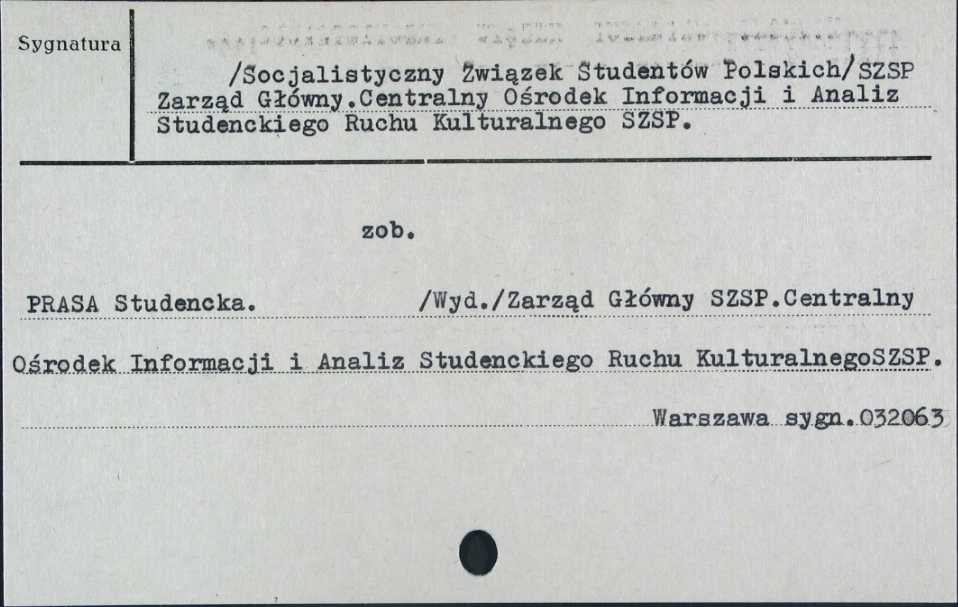 Sygnatura
/Socjalistyczny Związek Studentów Polskich/SZSP
Zarząd Główny.Centralny Ośrodek Informacji i Analiz
Studenckiego Ruchu Kulturalnego SZSP.
zob.
PRASA Studencka. /Wyd./Zarząd Główny SZSP.Centralny
Ośrodek Informacji i Analiz Studenckiego Ruchu KulturalnegoSZSP.
Warszawa sygn.032063